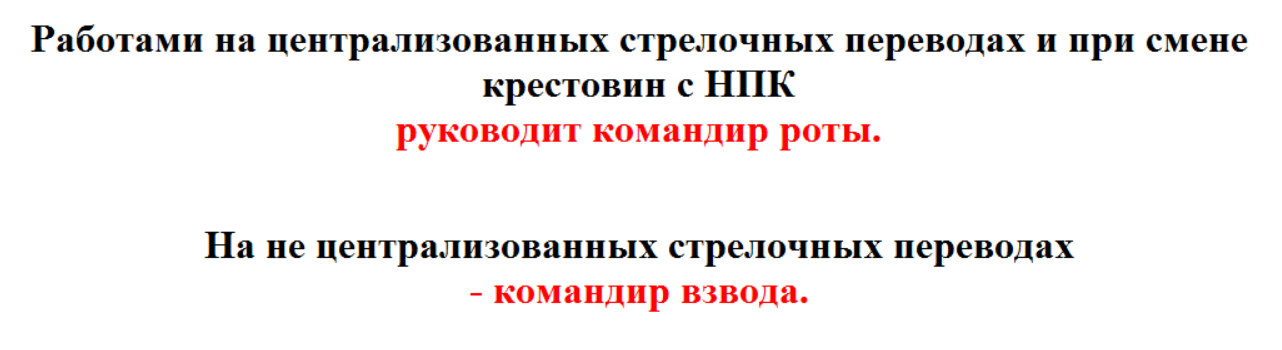 Работами на централизованных стрелочных переводах и при смене
крестовин с НПК
руководит командир роты.
На не централизованных стрелочных переводах
- командир взвода.